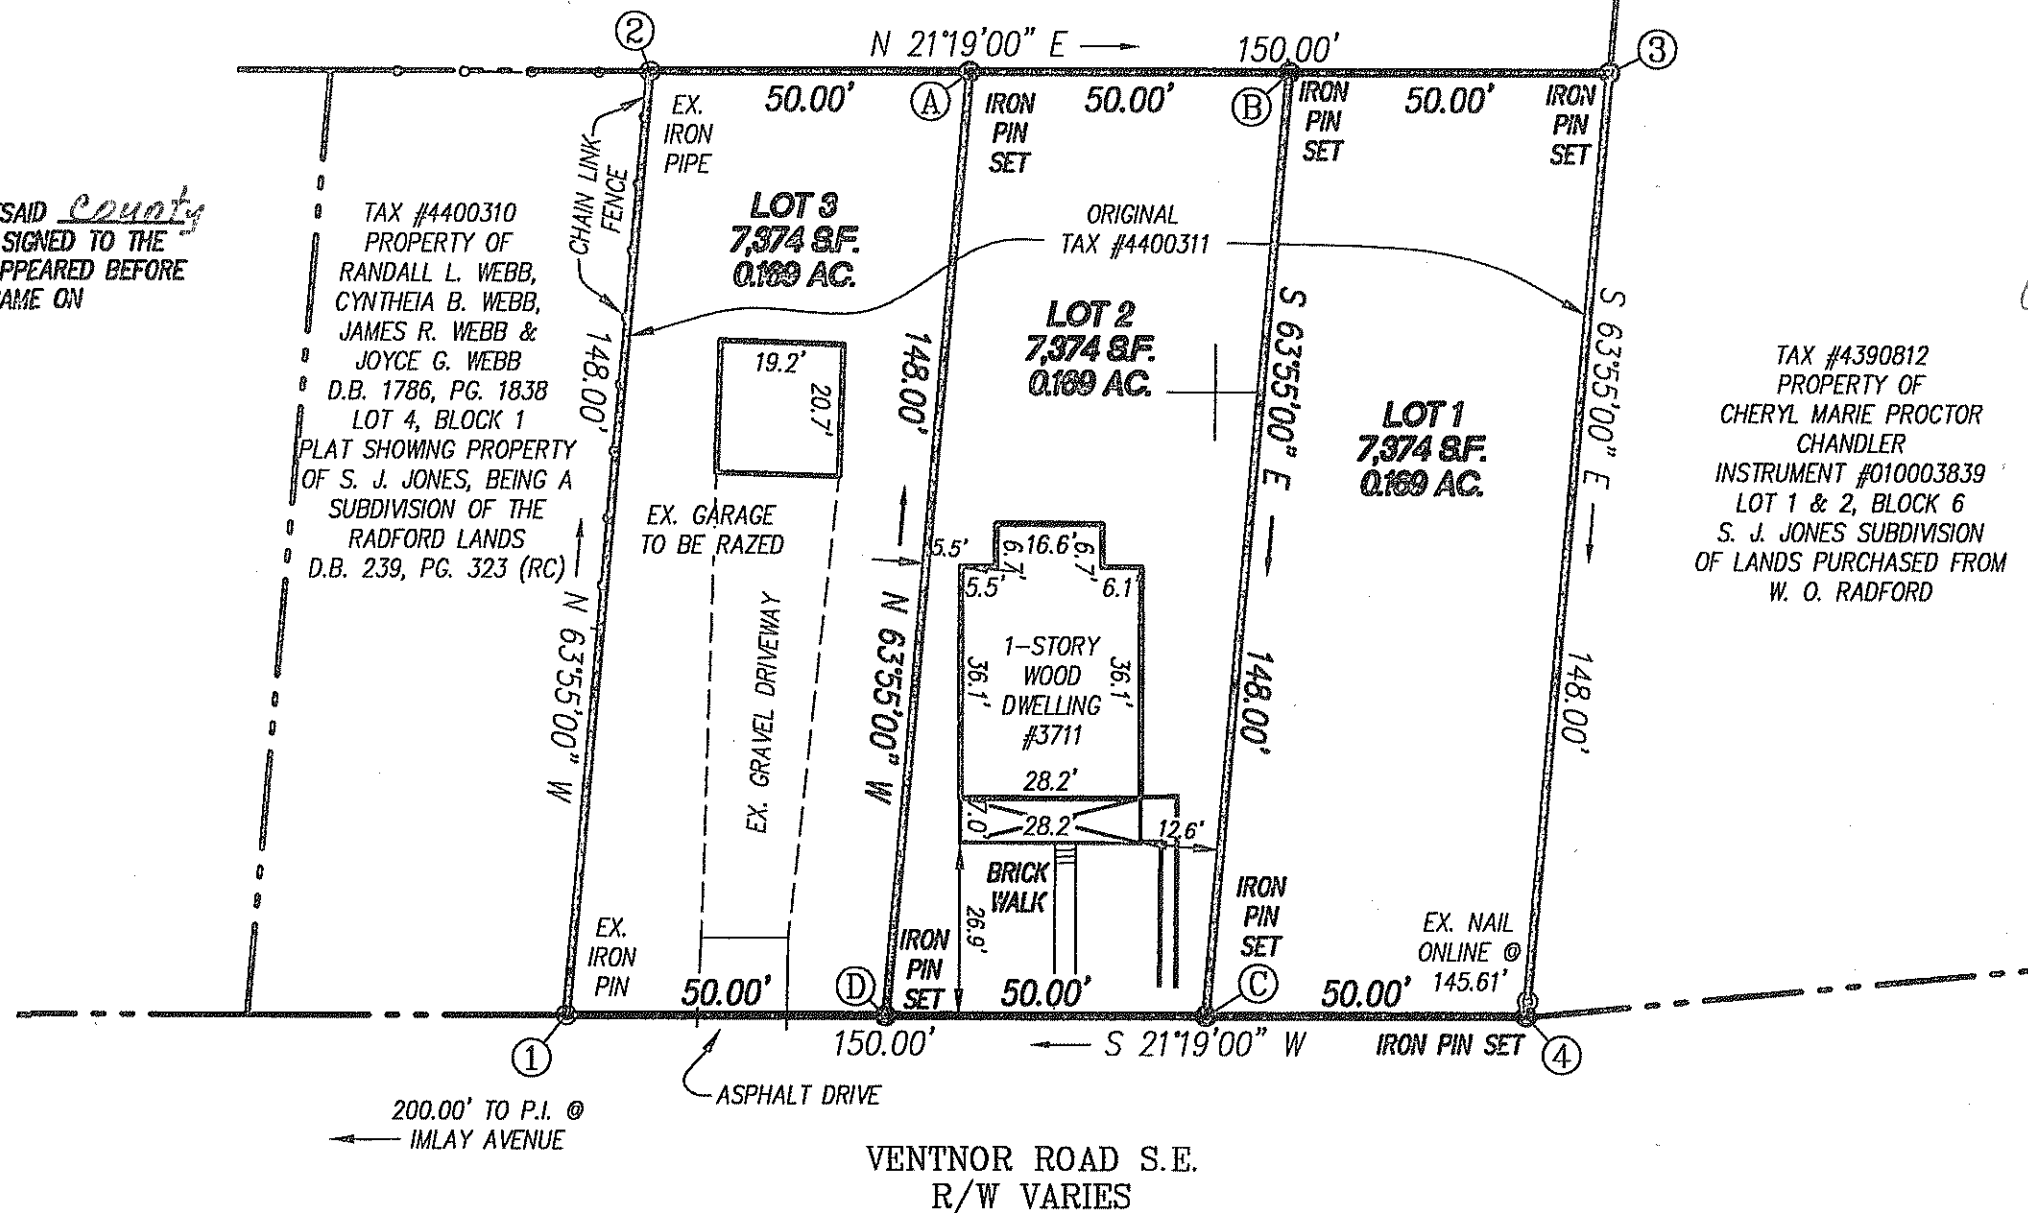 2
N 21°19'00" E
150.00'
3
50.00'
A
50.00'
B
50.00'
EX.
IRON
PIPE
IRON
PIN
SET
IRON
PIN
SET
IRON
PIN
SET
CHAIN LINK
FENCE
SAID County
SIGNED TO THE
PPEARED BEFORE
AME ON
TAX #4400310
PROPERTY OF
RANDALL L. WEBB,
CYNTHEIA B. WEBB,
JAMES R. WEBB &
JOYCE G. WEBB
D.B. 1786, PG. 1838
LOT 4, BLOCK 1
PLAT SHOWING PROPERTY
OF S. J. JONES, BEING A
SUBDIVISION OF THE
RADFORD LANDS
D.B. 239, PG. 323 (RC)
LOT 3
7,374 S.F.
0.169 AC.
ORIGINAL
TAX #4400311
LOT 2
7,374 S.F.
0.169 AC.
LOT 1
7,374 S.F.
0.169 AC.
TAX #4390812
PROPERTY OF
CHERYL MARIE PROCTOR
CHANDLER
INSTRUMENT #010003839
LOT 1 & 2, BLOCK 6
S. J. JONES SUBDIVISION
OF LANDS PURCHASED FROM
W. O. RADFORD
148.00'
N 63°55'00" W
148.00'
N 63°55'00" W
S 63°55'00" E
148.00'
S 63°55'00" E
148.00'
19.2'
20.7'
EX. GARAGE
TO BE RAZED
EX. GRAVEL DRIVEWAY
5.5'
6.7'
16.6'
6.7'
5.5'
6.1'
36.1'
1-STORY
WOOD
DWELLING
#3711
36.1'
28.2'
7.0'
28.2'
12.6'
BRICK
WALK
26.9'
EX.
IRON
PIN
IRON
PIN
SET
IRON
PIN
SET
EX. NAIL
ONLINE @
145.61'
50.00'
D
50.00'
C
50.00'
1
150.00'
S 21°19'00" W
IRON PIN SET
4
ASPHALT DRIVE
200.00' TO P.I. @
IMLAY AVENUE
VENTNOR ROAD S.E.
R/W VARIES